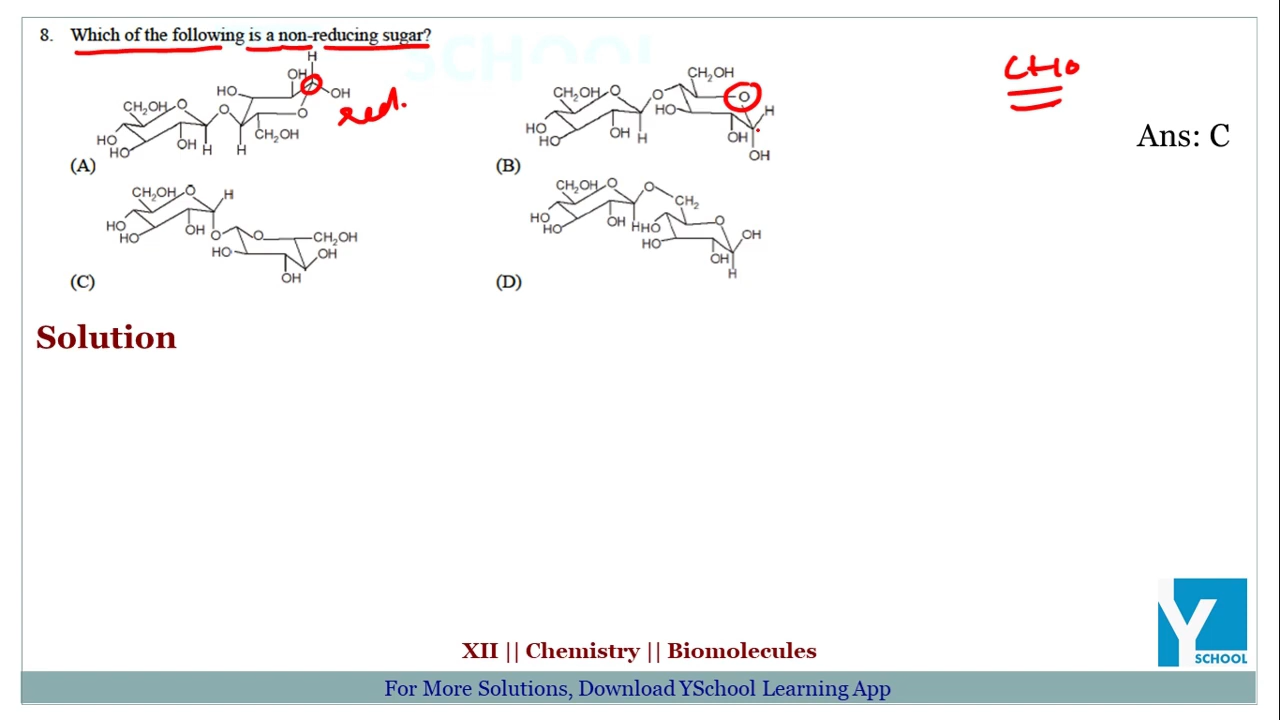 8. Which of the following is a non-reducing sugar?
SCHOOL
CHO
Ans: C
H
OH
HO
OH
CH₂OH
O
O
O
CH₂OH
HO
HO
OH
H
H
red.
(A)
CH₂OH
CH₂OH
O
O
O
HO
H
HO
HO
OH
H
OH
OH
(B)
CH₂OH
O
H
HO
HO
OH
O
O
CH₂OH
HO
OH
OH
(C)
CH₂OH
O
O
CH₂
HO
HO
OH
H
HO
O
OH
HO
OH
H
(D)
Solution
XII || Chemistry || Biomolecules
Y
SCHOOL
For More Solutions, Download YSchool Learning App